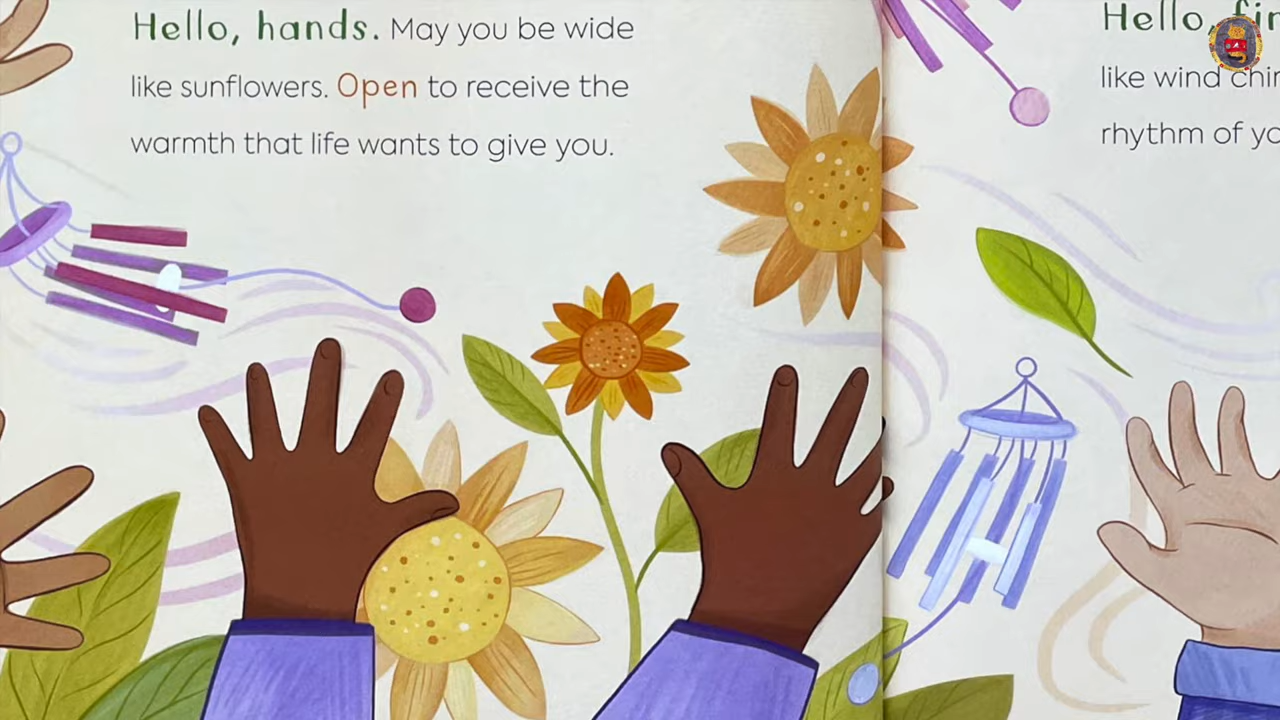 Hello, hands. May you be wide
like sunflowers. Open to receive the
warmth that life wants to give you.
Hello,
like wind
rhythm of